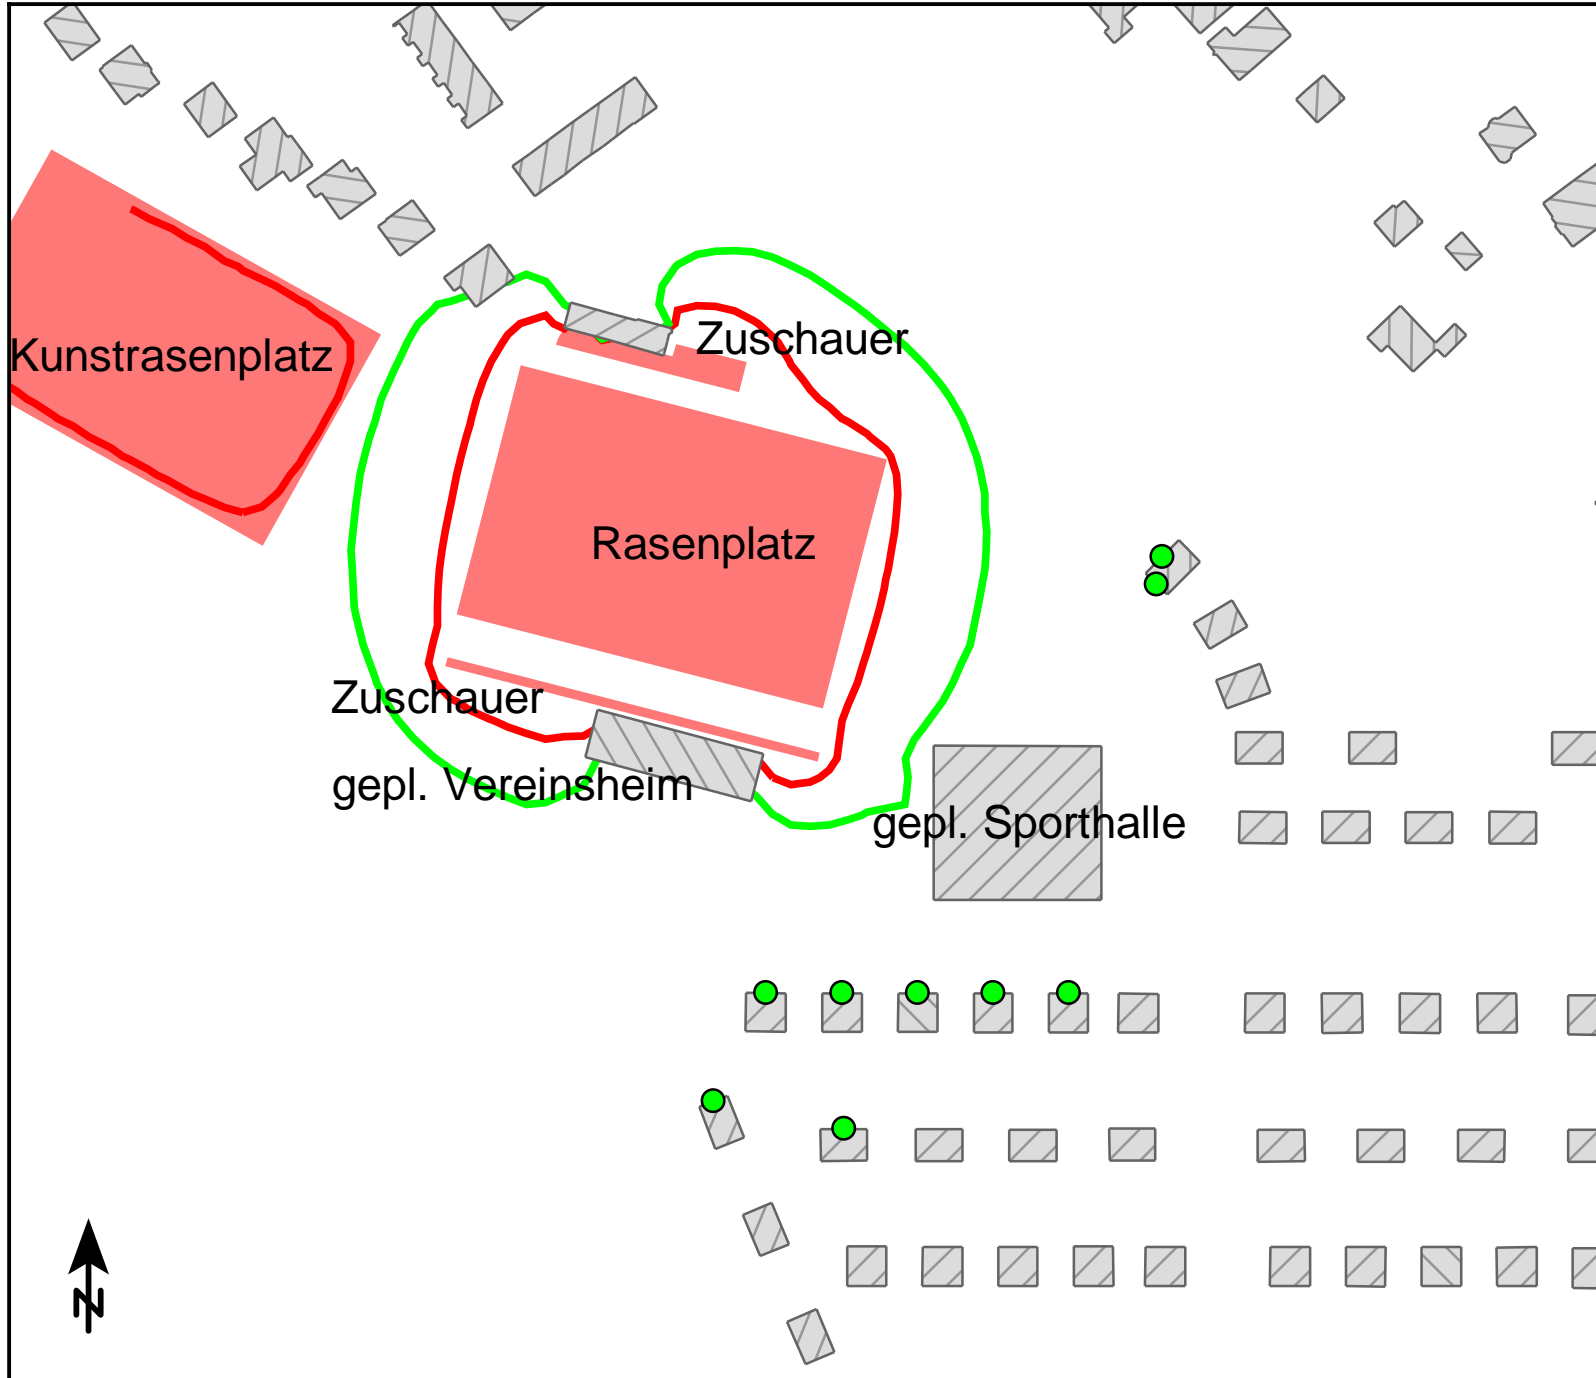 Zuschauer
Kunstrasenplatz
Rasenplatz
Zuschauer
gepl. Vereinsheim
gepl. Sporthalle
N